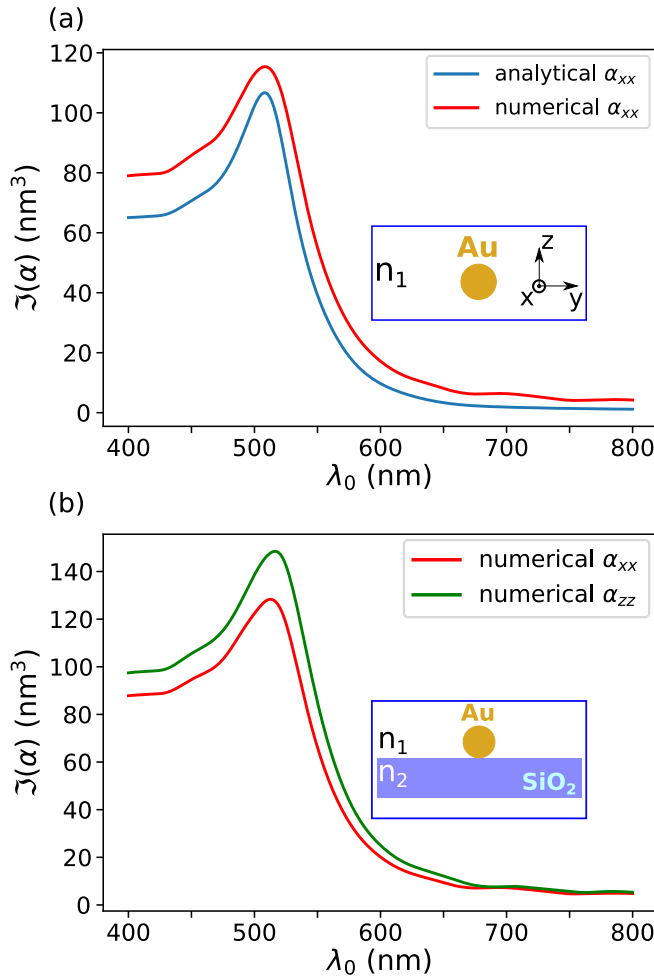 (a)
120
100
80
60
40
20
0
ℑ(α) (nm³)
analytical αₓₓ
numerical αₓₓ
Au
n₁
z
x
y
400 500 600 700 800
λ₀ (nm)
(b)
140
120
100
80
60
40
20
0
ℑ(α) (nm³)
numerical αₓₓ
numerical α_zz
Au
n₁
n₂
SiO₂
400 500 600 700 800
λ₀ (nm)